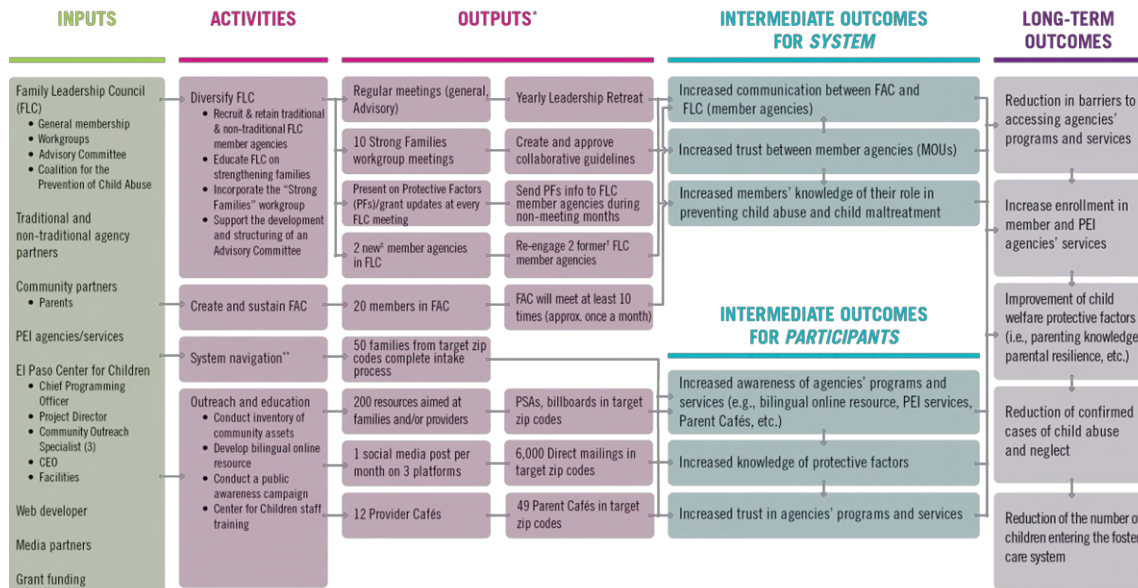 INPUTS
Family Leadership Council
(FLC)
• General membership
• Workgroups
• Advisory Committee
• Coalition for the
Prevention of Child Abuse
Traditional and
non-traditional agency
partners
Community partners
• Parents
PEI agencies/services
El Paso Center for Children
• Chief Programming
Officer
• Project Director
• Community Outreach
Specialist (3)
• CEO
• Facilities
Web developer
Media partners
Grant funding
ACTIVITIES
Diversify FLC
• Recruit & retain traditional
& non-traditional FLC
member agencies
• Educate FLC on
strengthening families
• Incorporate the "Strong
Families" workgroup
• Support the development
and structuring of an
Advisory Committee
Create and sustain FAC
System navigation**
Outreach and education
• Conduct inventory of
community assets
• Develop bilingual online
resource
• Conduct a public
awareness campaign
• Center for Children staff
training
OUTPUTS*
Regular meetings (general,
Advisory)
Yearly Leadership Retreat
10 Strong Families
workgroup meetings
Create and approve
collaborative guidelines
Present on Protective Factors
(PFs)/grant updates at every
FLC meeting
Send PFs info to FLC
member agencies during
non-meeting months
2 new‡ member agencies
in FLC
Re-engage 2 former† FLC
member agencies
20 members in FAC
FAC will meet at least 10
times (approx. once a month)
50 families from target zip
codes complete intake
process
200 resources aimed at
families and/or providers
PSAs, billboards in target
zip codes
1 social media post per
month on 3 platforms
6,000 Direct mailings in
target zip codes
12 Provider Cafés
49 Parent Cafés in target
zip codes
INTERMEDIATE OUTCOMES
FOR SYSTEM
Increased communication between FAC and
FLC (member agencies)
Increased trust between member agencies (MOUs)
Increased members' knowledge of their role in
preventing child abuse and child maltreatment
INTERMEDIATE OUTCOMES
FOR PARTICIPANTS
Increased awareness of agencies' programs and
services (e.g., bilingual online resource, PEI services,
Parent Cafés, etc.)
Increased knowledge of protective factors
Increased trust in agencies' programs and services
LONG-TERM
OUTCOMES
Reduction in barriers to
accessing agencies'
programs and services
Increase enrollment in
member and PEI
agencies' services
Improvement of child
welfare protective factors
(i.e., parenting knowledge
parental resilience, etc.)
Reduction of confirmed
cases of child abuse
and neglect
Reduction of the number of
children entering the foster
care system